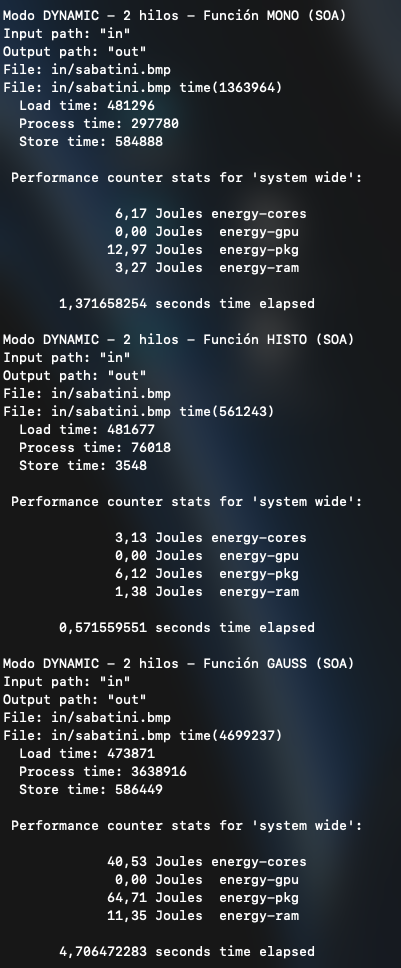 Modo DYNAMIC – 2 hilos – Función MONO (SOA)
Input path: "in"
Output path: "out"
File: in/sabatini.bmp
File: in/sabatini.bmp time(1363964)
Load time: 481296
Process time: 297780
Store time: 584888
Performance counter stats for 'system wide':
6,17 Joules energy-cores
0,00 Joules energy-gpu
12,97 Joules energy-pkg
3,27 Joules energy-ram
1,371658254 seconds time elapsed
Modo DYNAMIC – 2 hilos – Función HISTO (SOA)
Input path: "in"
Output path: "out"
File: in/sabatini.bmp
File: in/sabatini.bmp time(561243)
Load time: 481677
Process time: 76018
Store time: 3548
Performance counter stats for 'system wide':
3,13 Joules energy-cores
0,00 Joules energy-gpu
6,12 Joules energy-pkg
1,38 Joules energy-ram
0,571559551 seconds time elapsed
Modo DYNAMIC – 2 hilos – Función GAUSS (SOA)
Input path: "in"
Output path: "out"
File: in/sabatini.bmp
File: in/sabatini.bmp time(4699237)
Load time: 473871
Process time: 3638916
Store time: 586449
Performance counter stats for 'system wide':
40,53 Joules energy-cores
0,00 Joules energy-gpu
64,71 Joules energy-pkg
11,35 Joules energy-ram
4,706472283 seconds time elapsed